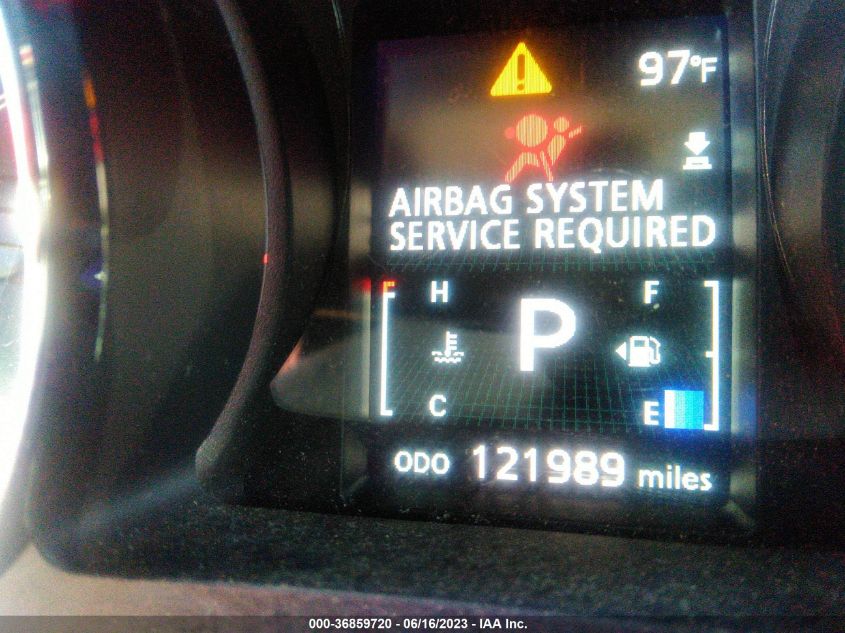 97°F
AIRBAG SYSTEM
SERVICE REQUIRED
H
F
P
C
E
ODO 121989 miles
000-36859720 - 06/16/2023 - IAA Inc.